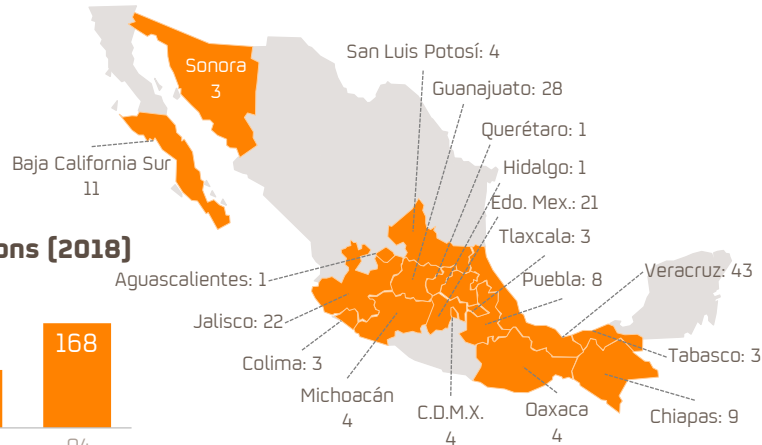 San Luis Potosí: 4
Sonora
3
Guanajuato: 28
Querétaro: 1
Hidalgo: 1
Baja California Sur
11
Edo. Mex.: 21
Tlaxcala: 3
ons (2018)
Aguascalientes: 1
Puebla: 8
Veracruz: 43
Jalisco: 22
168
Colima: 3
Tabasco: 3
Michoacán
4
C.D.M.X.
4
Oaxaca
4
Chiapas: 9